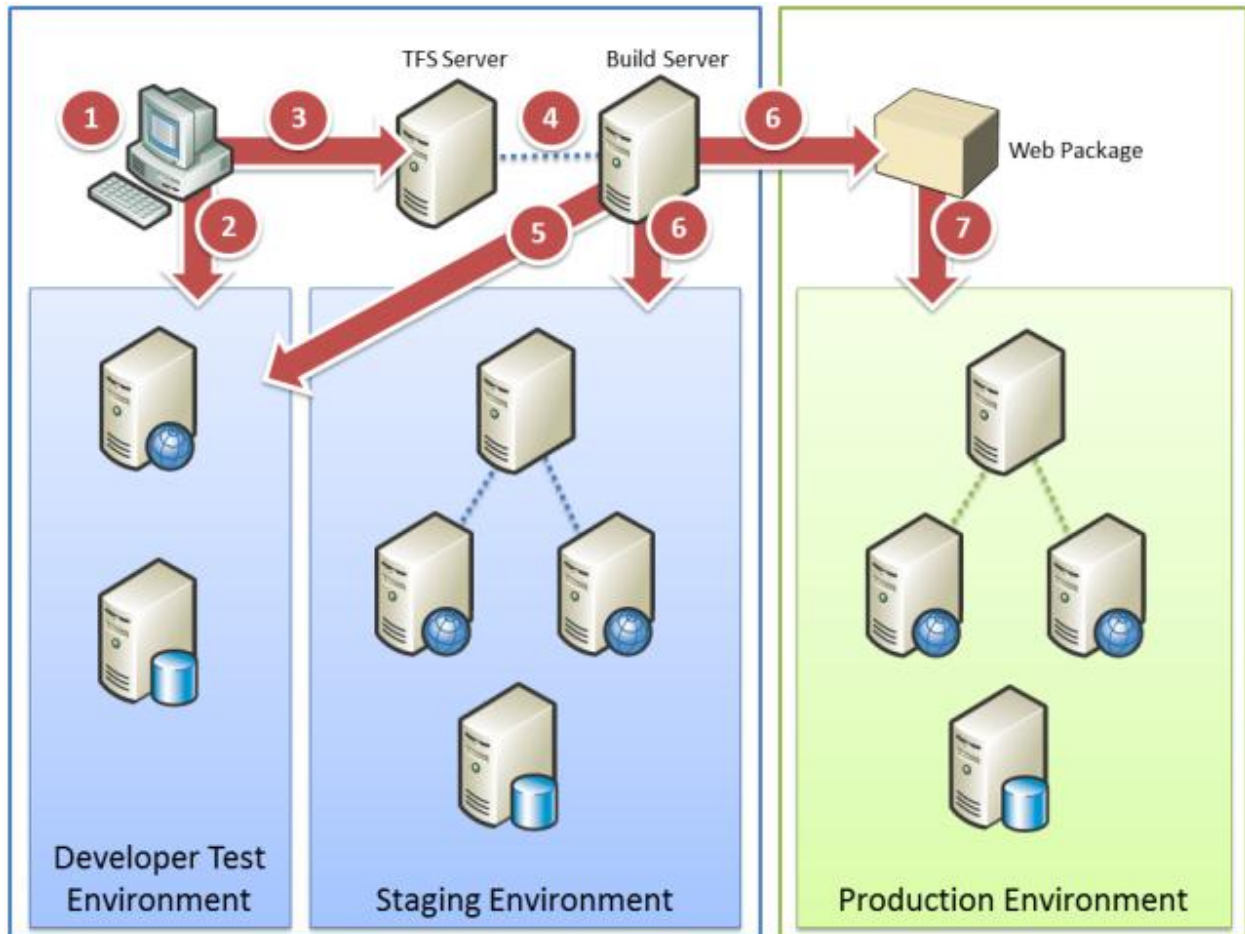 TFS Server
Build Server
1
3
4
6
Web Package
2
5
6
7
Developer Test
Environment
Staging Environment
Production Environment